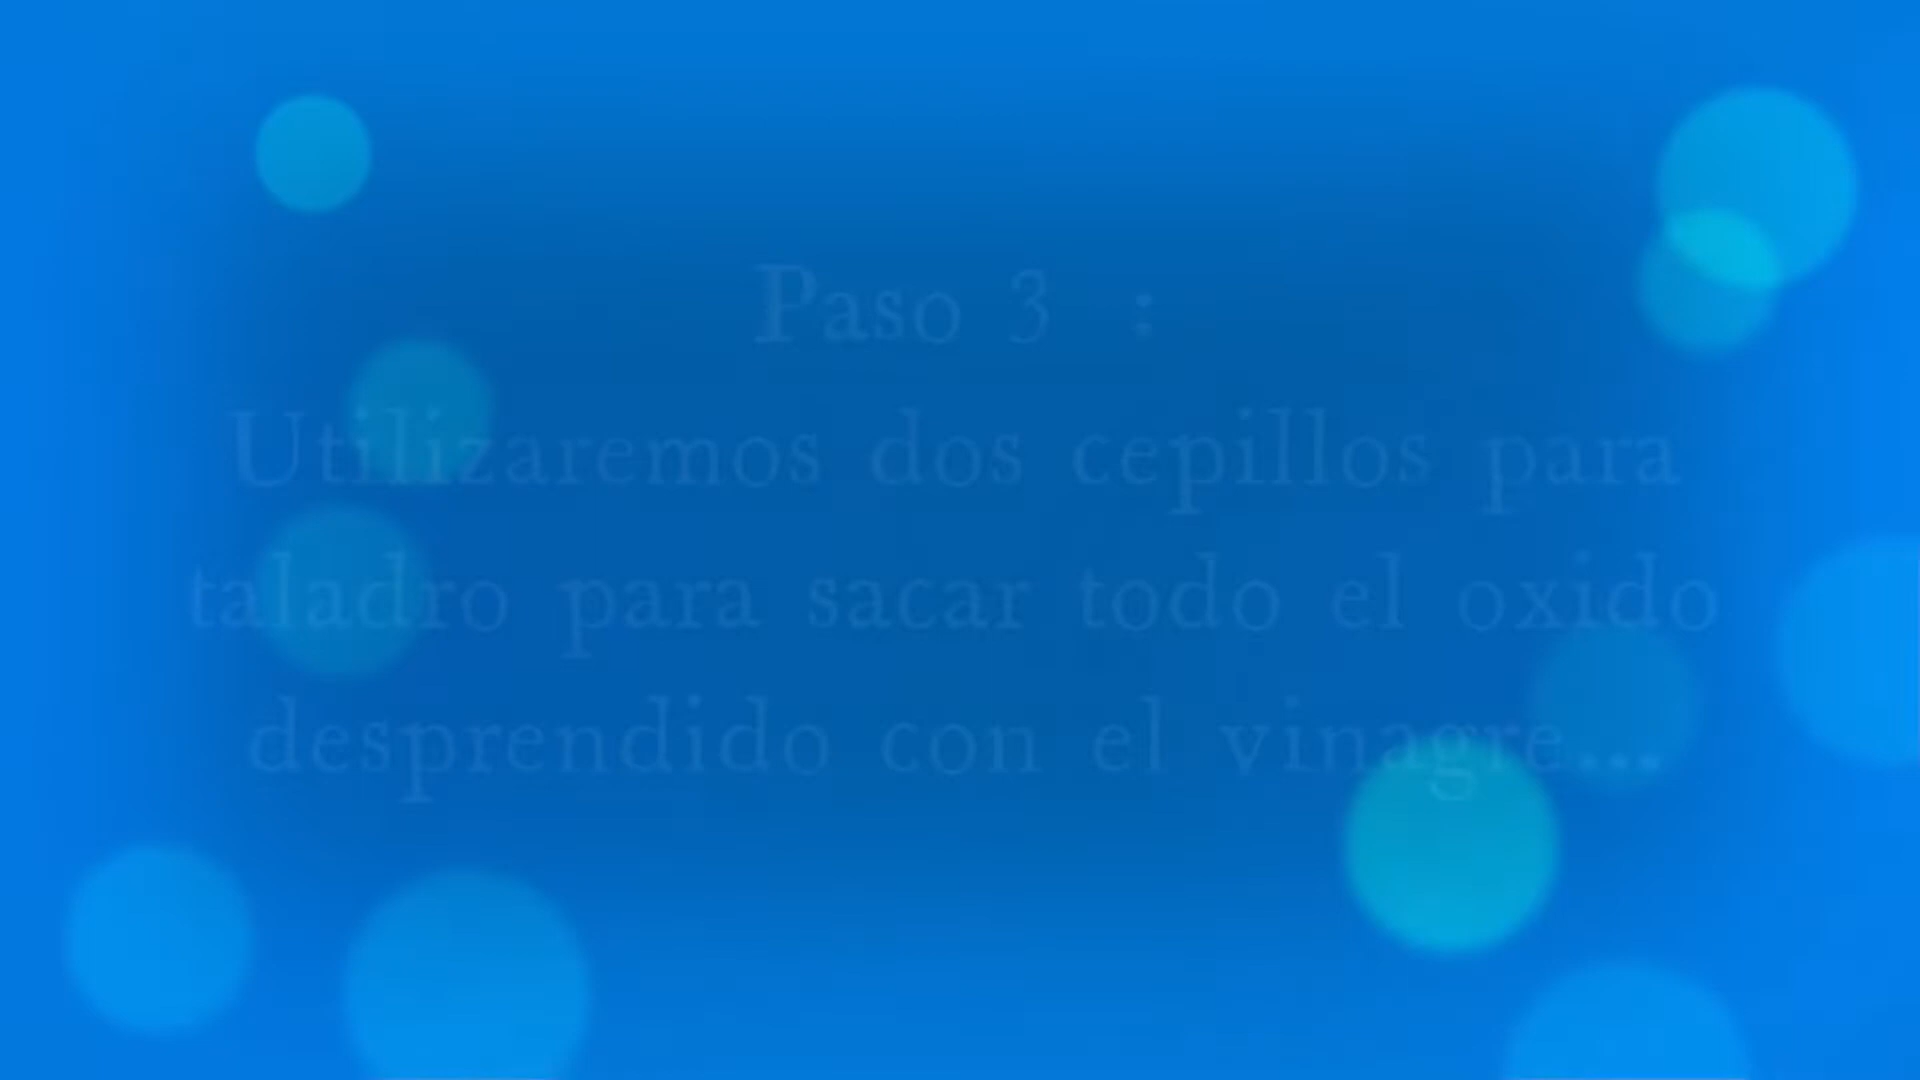 Paso 3 :
Utilizaremos dos cepillos para
taladro para sacar todo el oxido
desprendido con el vinagre...